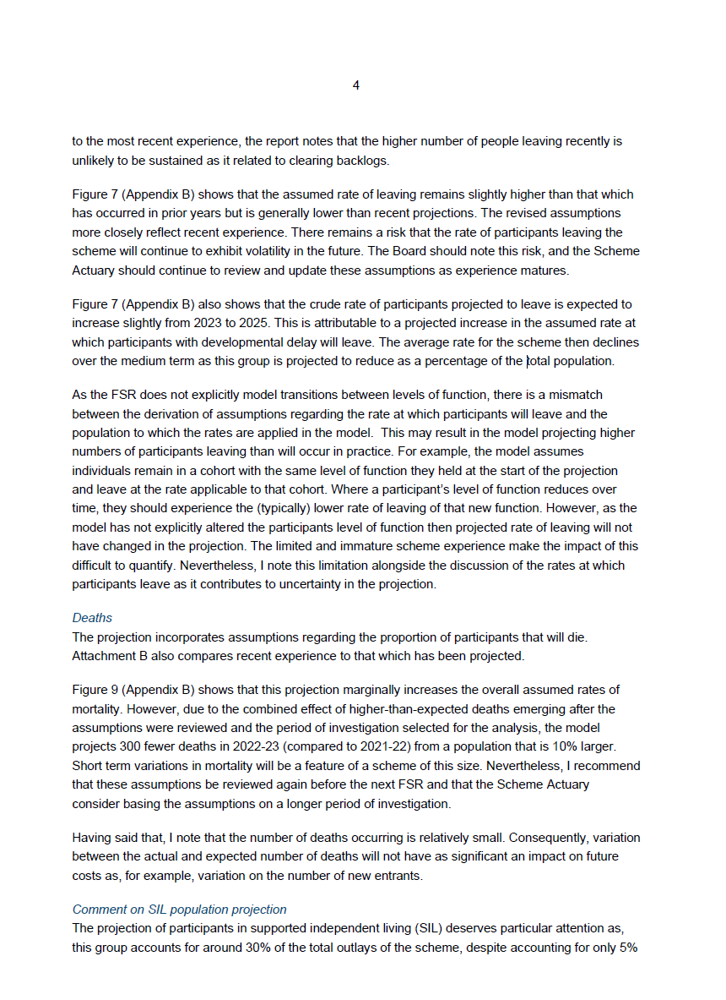 4
to the most recent experience, the report notes that the higher number of people leaving recently is
unlikely to be sustained as it related to clearing backlogs.
Figure 7 (Appendix B) shows that the assumed rate of leaving remains slightly higher than that which
has occurred in prior years but is generally lower than recent projections. The revised assumptions
more closely reflect recent experience. There remains a risk that the rate of participants leaving the
scheme will continue to exhibit volatility in the future. The Board should note this risk, and the Scheme
Actuary should continue to review and update these assumptions as experience matures.
Figure 7 (Appendix B) also shows that the crude rate of participants projected to leave is expected to
increase slightly from 2023 to 2025. This is attributable to a projected increase in the assumed rate at
which participants with developmental delay will leave. The average rate for the scheme then declines
over the medium term as this group is projected to reduce as a percentage of the total population.
As the FSR does not explicitly model transitions between levels of function, there is a mismatch
between the derivation of assumptions regarding the rate at which participants will leave and the
population to which the rates are applied in the model.  This may result in the model projecting higher
numbers of participants leaving than will occur in practice. For example, the model assumes
individuals remain in a cohort with the same level of function they held at the start of the projection
and leave at the rate applicable to that cohort. Where a participant's level of function reduces over
time, they should experience the (typically) lower rate of leaving of that new function. However, as the
model has not explicitly altered the participants level of function then projected rate of leaving will not
have changed in the projection. The limited and immature scheme experience make the impact of this
difficult to quantify. Nevertheless, I note this limitation alongside the discussion of the rates at which
participants leave as it contributes to uncertainty in the projection.
Deaths
The projection incorporates assumptions regarding the proportion of participants that will die.
Attachment B also compares recent experience to that which has been projected.
Figure 9 (Appendix B) shows that this projection marginally increases the overall assumed rates of
mortality. However, due to the combined effect of higher-than-expected deaths emerging after the
assumptions were reviewed and the period of investigation selected for the analysis, the model
projects 300 fewer deaths in 2022-23 (compared to 2021-22) from a population that is 10% larger.
Short term variations in mortality will be a feature of a scheme of this size. Nevertheless, I recommend
that these assumptions be reviewed again before the next FSR and that the Scheme Actuary
consider basing the assumptions on a longer period of investigation.
Having said that, I note that the number of deaths occurring is relatively small. Consequently, variation
between the actual and expected number of deaths will not have as significant an impact on future
costs as, for example, variation on the number of new entrants.
Comment on SIL population projection
The projection of participants in supported independent living (SIL) deserves particular attention as,
this group accounts for around 30% of the total outlays of the scheme, despite accounting for only 5%